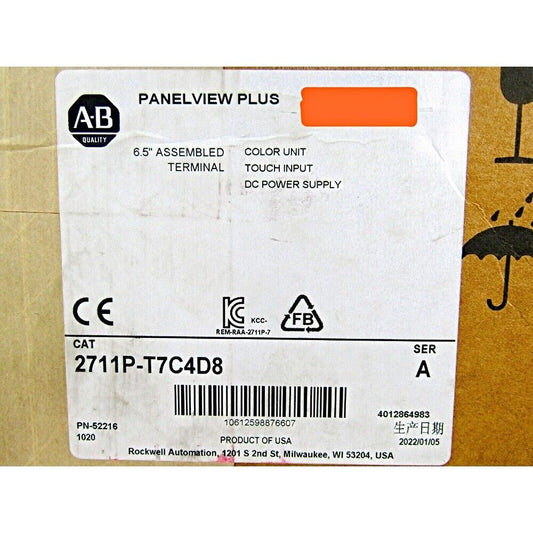 PANELVIEW PLUS
A-B
QUALITY
6.5" ASSEMBLED TERMINAL
COLOR UNIT
TOUCH INPUT
DC POWER SUPPLY
CE
KC
KCC-
REM-RAA-2711P-7
FB
CAT
2711P-T7C4D8
SER
A
10612598876607
PN-52216
1020
4012864983
生产日期
2022/01/05
PRODUCT OF USA
Rockwell Automation, 1201 S 2nd St, Milwaukee, WI 53204, USA